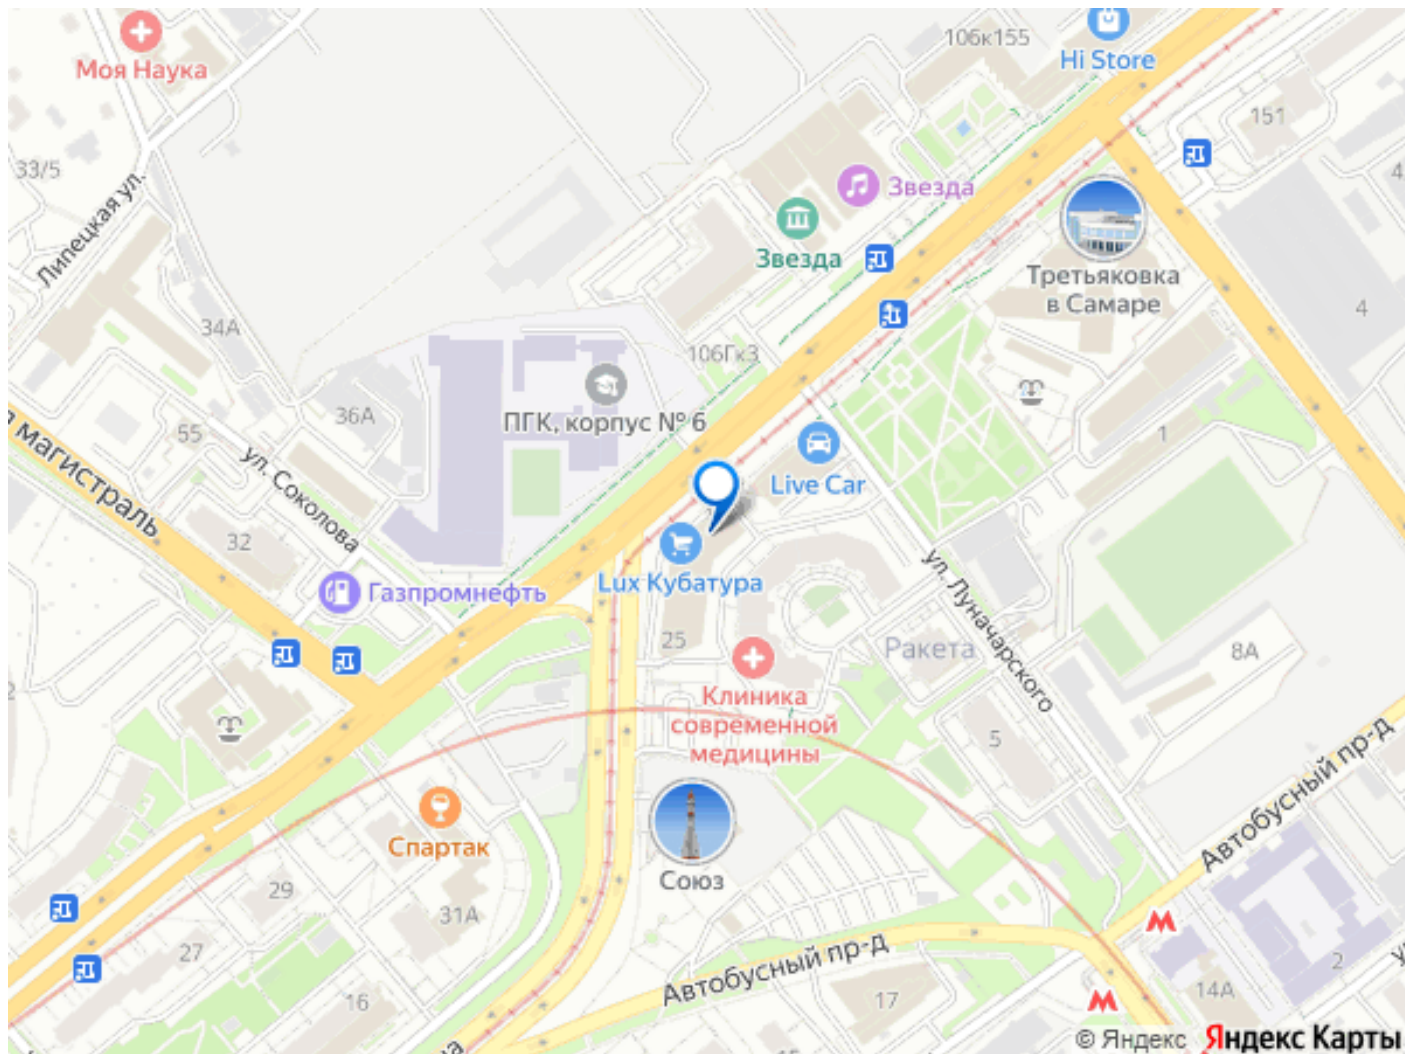 106к155
Hi Store
Моя Наука
151
33/5
4
Звезда
Липецкая ул.
Звезда
Третьяковка
в Самаре
34А
4
106Гк3
36А
ПГК, корпус № 6
55
1
магистраль
ул. Соколова
Live Car
32
Lux Кубатура
Газпромнефть
ул. Луначарского
25
Ракета
8А
Клиника
современной
медицины
5
Автобусный пр-д
Спартак
Союз
29
31А
27
Автобусный пр-д
2
16
17
14А
© Яндекс Яндекс Карты